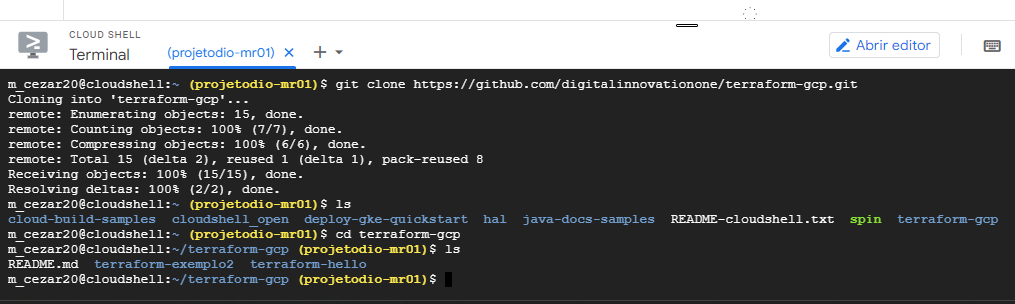 CLOUD SHELL
Terminal
(projetodio-mr01)
Abrir editor
m_cezar20@cloudshell:~ (projetodio-mr01)$ git clone https://github.com/digitalinnovationone/terraform-gcp.git
Cloning into 'terraform-gcp'...
remote: Enumerating objects: 15, done.
remote: Counting objects: 100% (7/7), done.
remote: Compressing objects: 100% (6/6), done.
remote: Total 15 (delta 2), reused 1 (delta 1), pack-reused 8
Receiving objects: 100% (15/15), done.
Resolving deltas: 100% (2/2), done.
m_cezar20@cloudshell:~ (projetodio-mr01)$ ls
cloud-build-samples cloudshell_open deploy-gke-quickstart hal java-docs-samples README-cloudshell.txt spin terraform-gcp
m_cezar20@cloudshell:~ (projetodio-mr01)$ cd terraform-gcp
m_cezar20@cloudshell:~/terraform-gcp (projetodio-mr01)$ ls
README.md terraform-exemplo2 terraform-hello
m_cezar20@cloudshell:~/terraform-gcp (projetodio-mr01)$